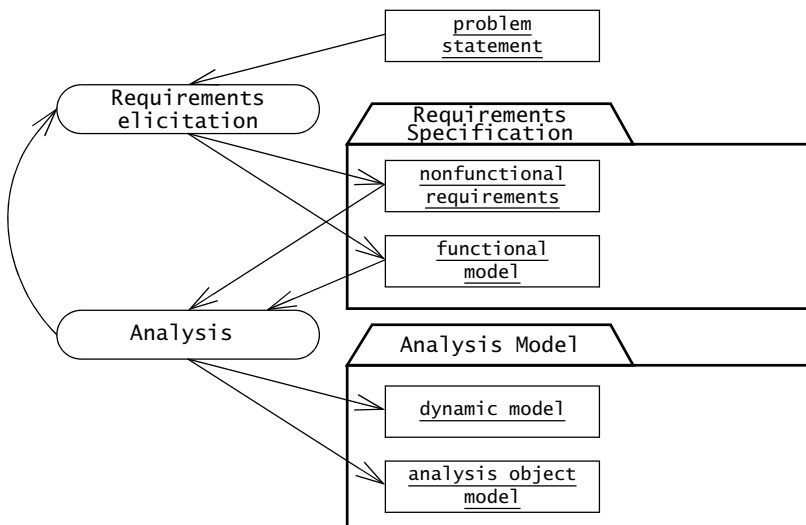 problem
statement
Requirements
elicitation
Requirements
Specification
nonfunctional
requirements
functional
model
Analysis
Analysis Model
dynamic model
analysis object
model